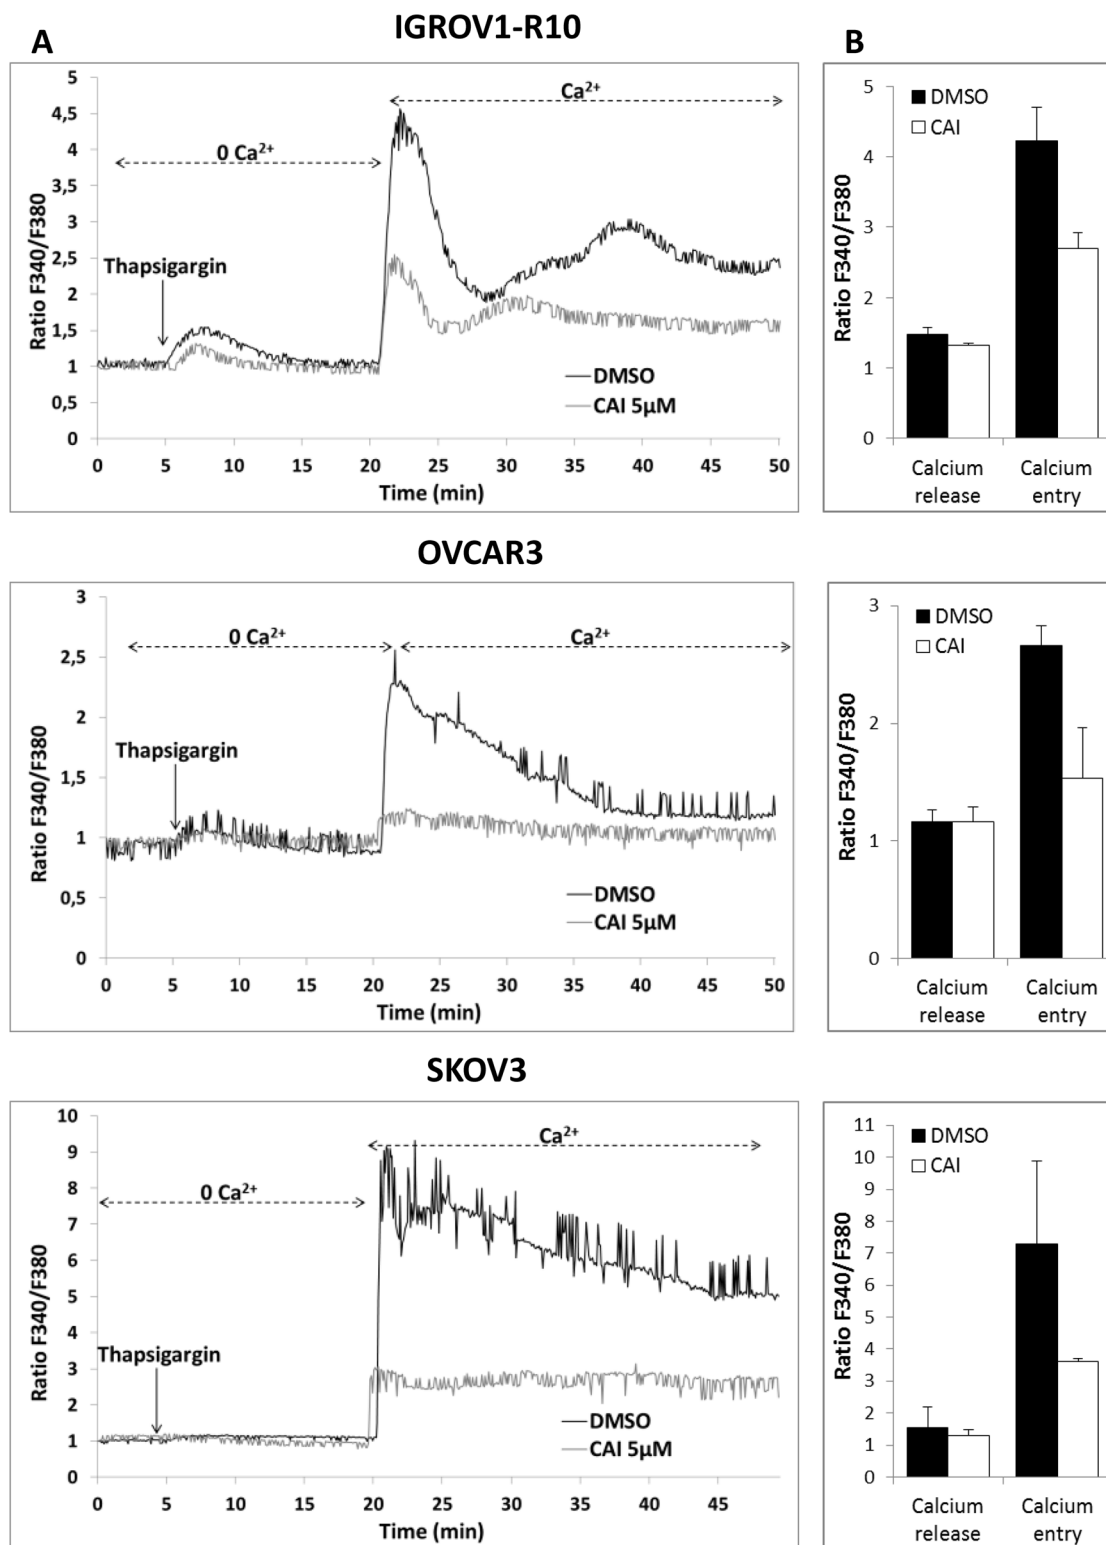 IGROV1-R10
A
B
5
4,5
4
3,5
3
2,5
2
1,5
1
0,5
0
Ratio F340/F380
0 Ca²⁺
Ca²⁺
Thapsigargin
DMSO
CAI 5µM
0 5 10 15 20 25 30 35 40 45 50
Time (min)
5
4
3
2
1
0
Ratio F340/F380
DMSO
CAI
Calcium release
Calcium entry
OVCAR3
3
2,5
2
1,5
1
0,5
0
Ratio F340/F380
0 Ca²⁺
Ca²⁺
Thapsigargin
DMSO
CAI 5µM
0 5 10 15 20 25 30 35 40 45 50
Time (min)
3
2
1
0
Ratio F340/F380
DMSO
CAI
Calcium release
Calcium entry
SKOV3
10
9
8
7
6
5
4
3
2
1
0
Ratio F340/F380
0 Ca²⁺
Ca²⁺
Thapsigargin
DMSO
CAI 5µM
0 5 10 15 20 25 30 35 40 45
Time (min)
11
10
9
8
7
6
5
4
3
2
1
0
Ratio F340/F380
DMSO
CAI
Calcium release
Calcium entry